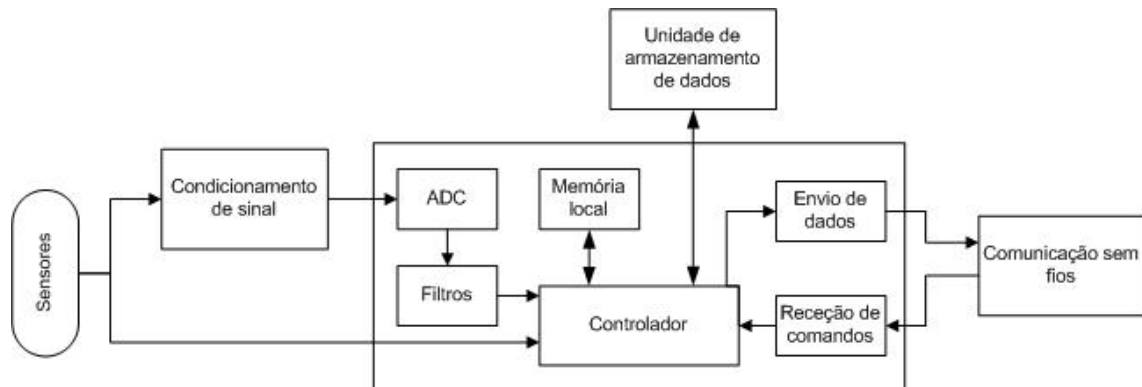 Unidade de
armazenamento
de dados
Condicionamento
de sinal
ADC
Memória
local
Envio de
dados
Comunicação sem
fios
Sensores
Filtros
Controlador
Receção de
comandos